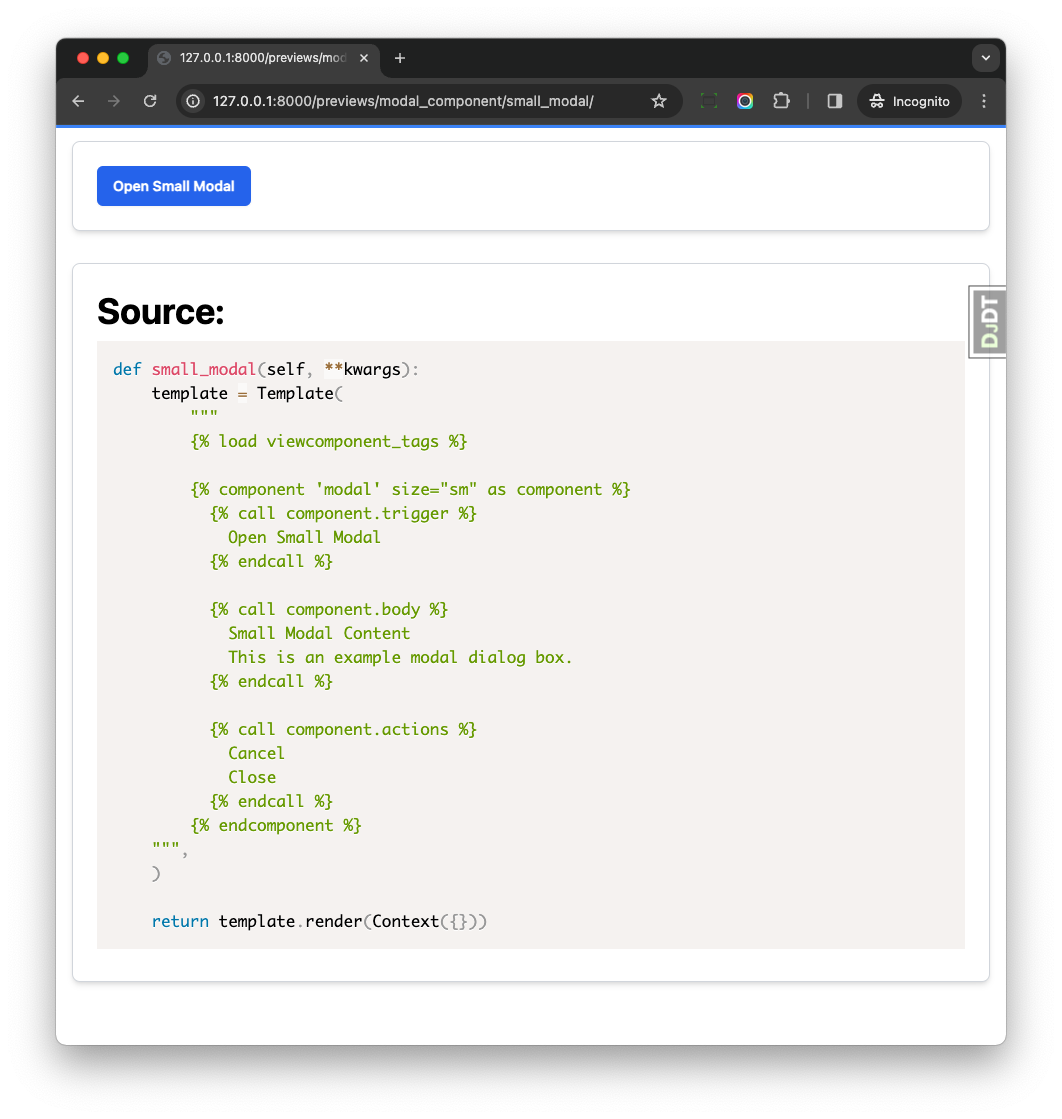 127.0.0.1:8000/previews/mod
127.0.0.1:8000/previews/modal_component/small_modal/
Incognito
Open Small Modal
Source:
DJDT
def small_modal(self, **kwargs):
    template = Template(
        """
        {% load viewcomponent_tags %}

        {% component 'modal' size="sm" as component %}
          {% call component.trigger %}
            Open Small Modal
          {% endcall %}

          {% call component.body %}
            Small Modal Content
            This is an example modal dialog box.
          {% endcall %}

          {% call component.actions %}
            Cancel
            Close
          {% endcall %}
        {% endcomponent %}
    """,
    )

    return template.render(Context({}))